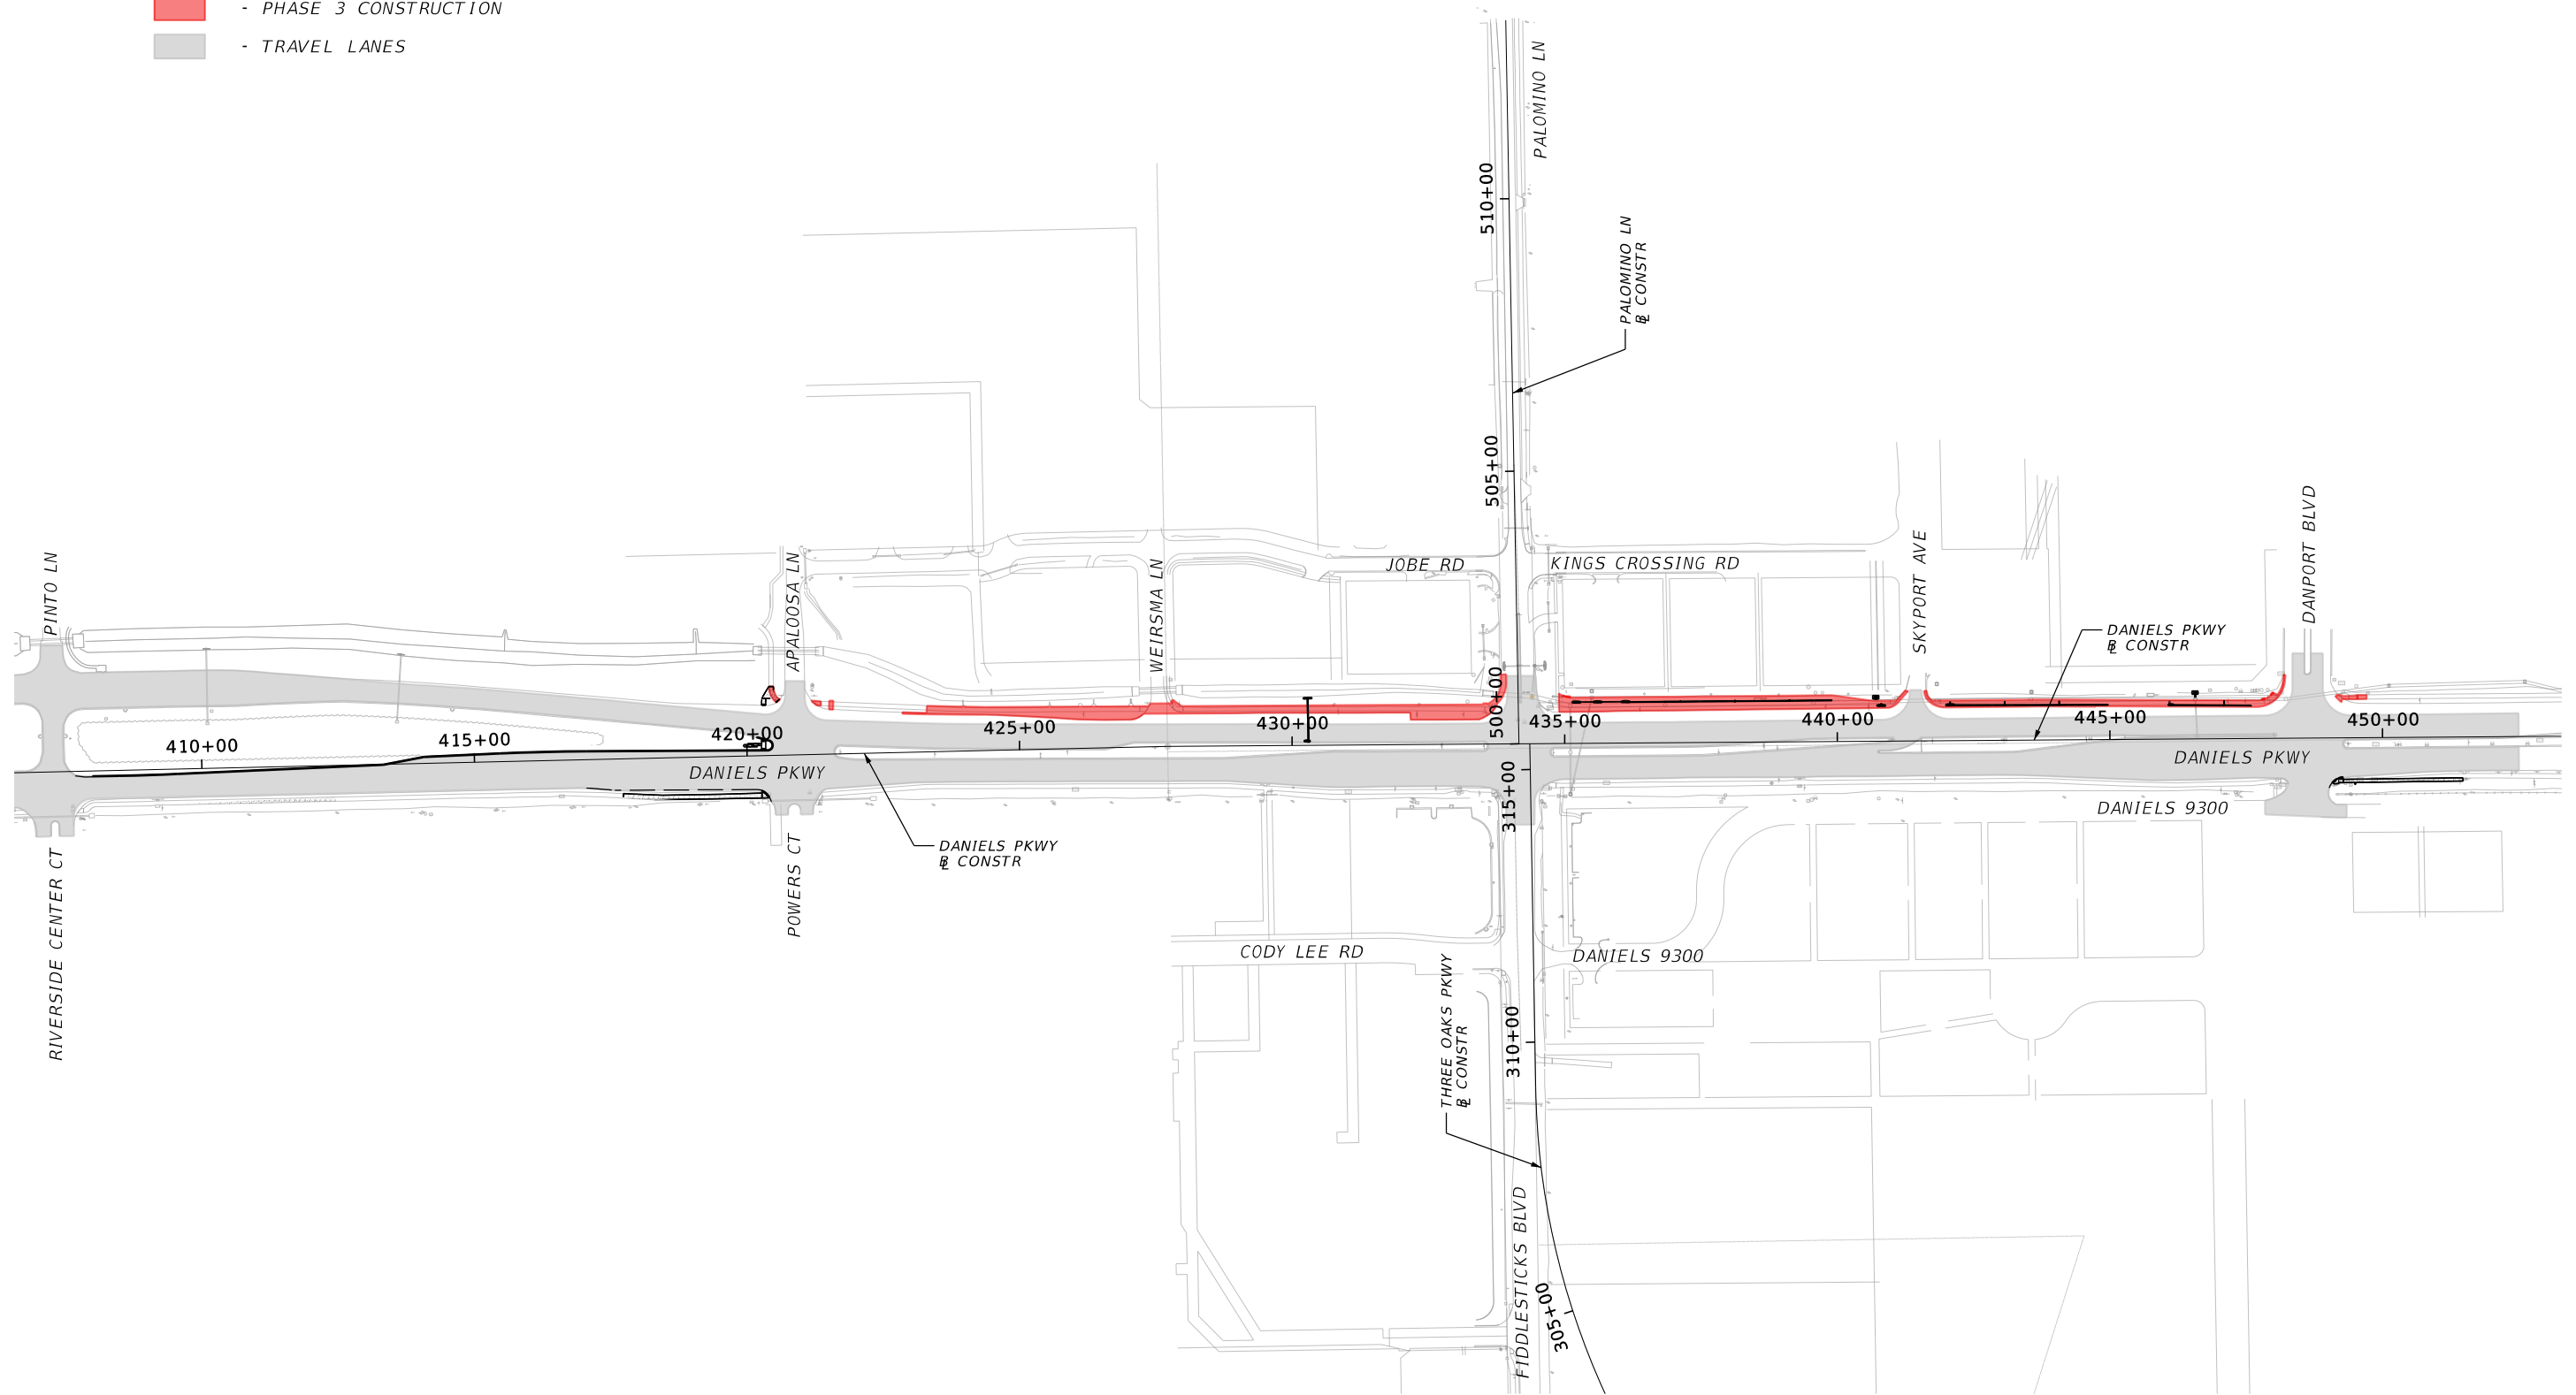 - PHASE 3 CONSTRUCTION
- TRAVEL LANES
PALOMINO LN
510+00
PALOMINO LN
BL CONSTR
505+00
PINTO LN
APALOOSA LN
WEIRSMA LN
JOBE RD
KINGS CROSSING RD
SKYPORT AVE
DANPORT BLVD
DANIELS PKWY
BL CONSTR
500+00
410+00
415+00
420+00
425+00
430+00
435+00
440+00
445+00
450+00
DANIELS PKWY
DANIELS PKWY
315+00
DANIELS 9300
DANIELS PKWY
BL CONSTR
RIVERSIDE CENTER CT
POWERS CT
CODY LEE RD
DANIELS 9300
THREE OAKS PKWY
BL CONSTR
310+00
FIDDLESTICKS BLVD
305+00